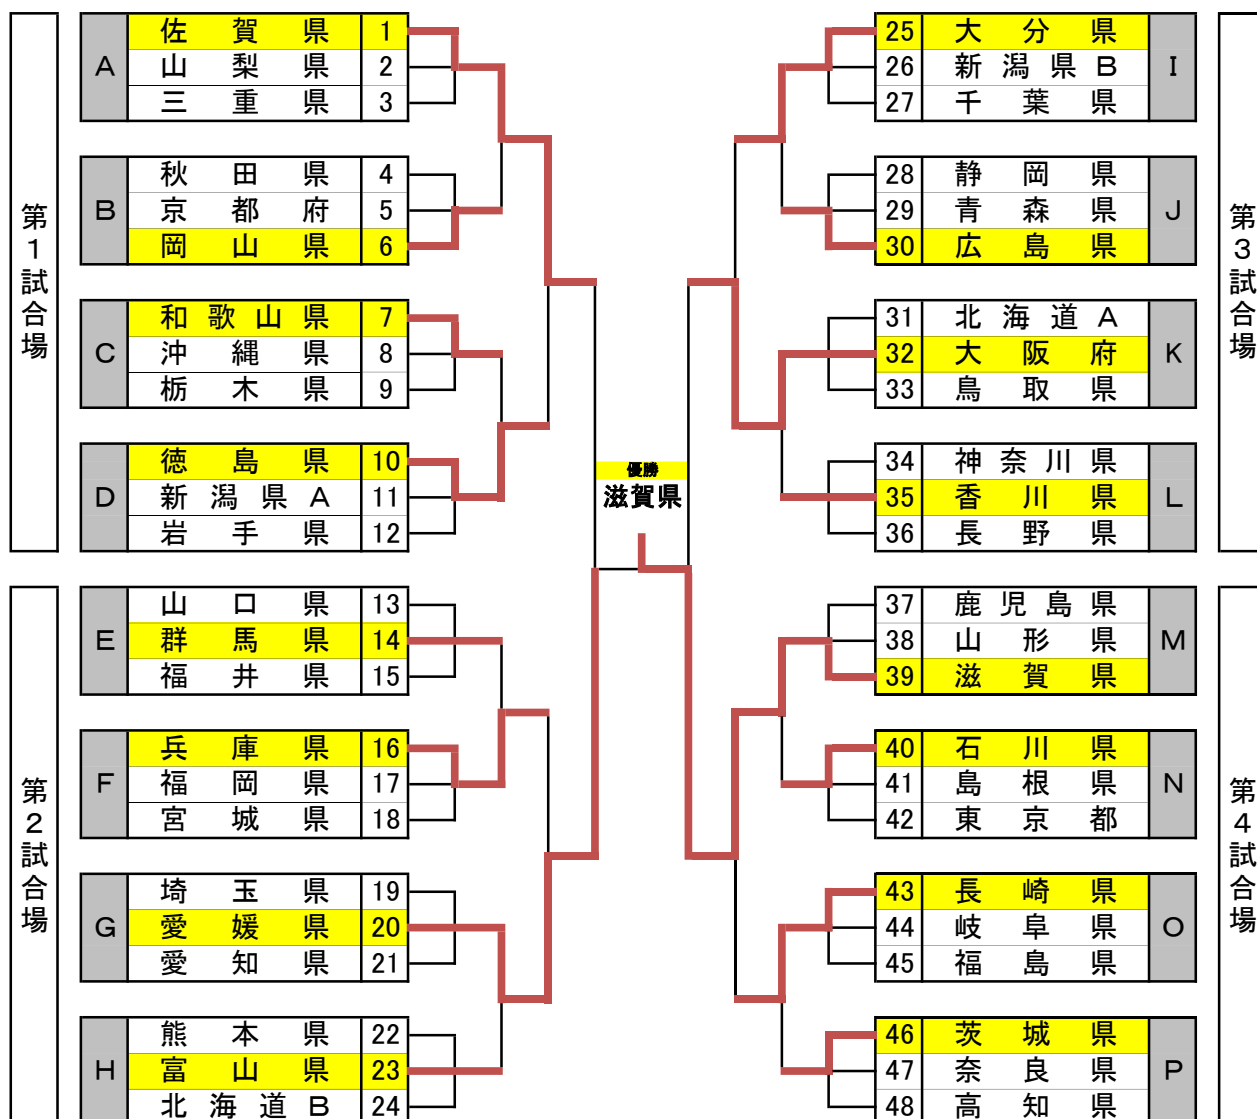 第1試合場
A
佐賀県 1
山梨県 2
三重県 3
B
秋田県 4
京都府 5
岡山県 6
C
和歌山県 7
沖縄県 8
栃木県 9
D
徳島県 10
新潟県A 11
岩手県 12
第2試合場
E
山口県 13
群馬県 14
福井県 15
F
兵庫県 16
福岡県 17
宮城県 18
G
埼玉県 19
愛媛県 20
愛知県 21
H
熊本県 22
富山県 23
北海道B 24
優勝
滋賀県
第3試合場
25 大分県
26 新潟県B
27 千葉県
I
28 静岡県
29 青森県
30 広島県
J
31 北海道A
32 大阪府
33 鳥取県
K
34 神奈川県
35 香川県
36 長野県
L
第4試合場
37 鹿児島県
38 山形県
39 滋賀県
M
40 石川県
41 島根県
42 東京都
N
43 長崎県
44 岐阜県
45 福島県
O
46 茨城県
47 奈良県
48 高知県
P